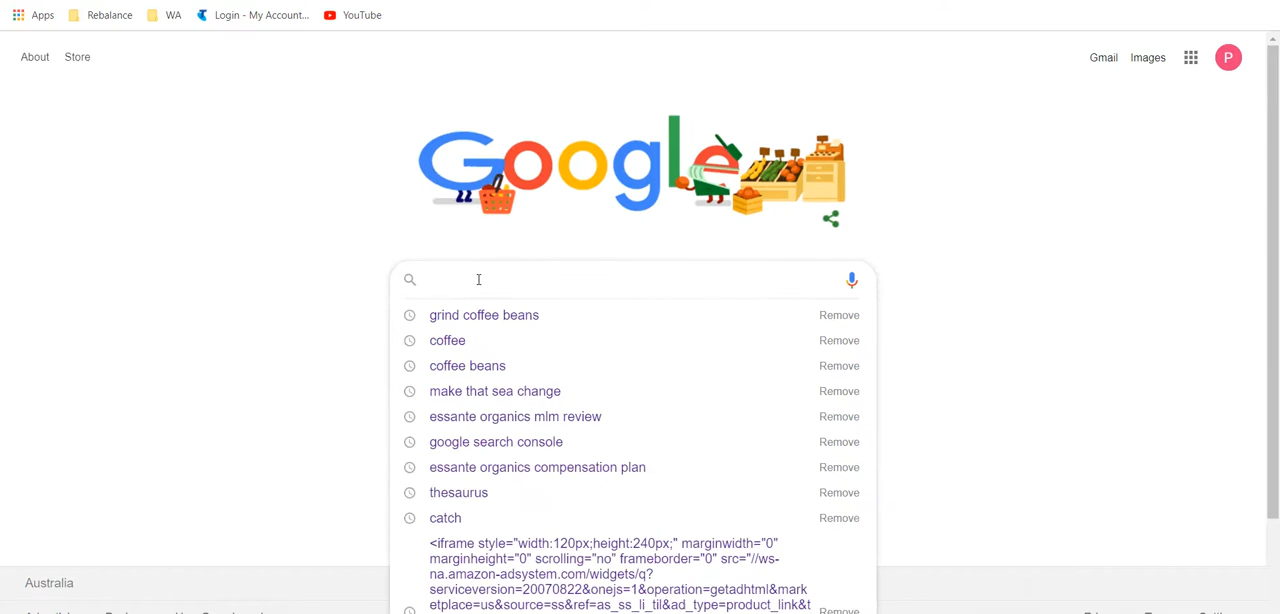 Apps Rebalance WA Login - My Account... YouTube
About Store Gmail Images P
Google
grind coffee beans Remove
coffee Remove
coffee beans Remove
make that sea change Remove
essante organics mlm review Remove
google search console Remove
essante organics compensation plan Remove
thesaurus Remove
catch Remove
<iframe style="width:120px;height:240px;" marginwidth="0"
marginheight="0" scrolling="no" frameborder="0" src="//ws-
na.amazon-adsystem.com/widgets/q?
serviceversion=20070822&onejs=1&operation=getadhtml&mark
etplace=us&source=ss&ref=as_ss_li_til&ad_type=product_link&t Remove
Australia